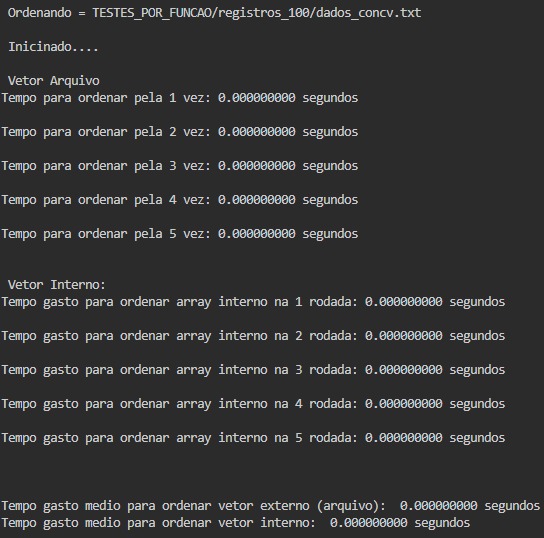 Ordenando = TESTES_POR_FUNCAO/registros_100/dados_concv.txt
Inicinado....
Vetor Arquivo
Tempo para ordenar pela 1 vez: 0.000000000 segundos
Tempo para ordenar pela 2 vez: 0.000000000 segundos
Tempo para ordenar pela 3 vez: 0.000000000 segundos
Tempo para ordenar pela 4 vez: 0.000000000 segundos
Tempo para ordenar pela 5 vez: 0.000000000 segundos
Vetor Interno:
Tempo gasto para ordenar array interno na 1 rodada: 0.000000000 segundos
Tempo gasto para ordenar array interno na 2 rodada: 0.000000000 segundos
Tempo gasto para ordenar array interno na 3 rodada: 0.000000000 segundos
Tempo gasto para ordenar array interno na 4 rodada: 0.000000000 segundos
Tempo gasto para ordenar array interno na 5 rodada: 0.000000000 segundos
Tempo gasto medio para ordenar vetor externo (arquivo):  0.000000000 segundos
Tempo gasto medio para ordenar vetor interno:  0.000000000 segundos